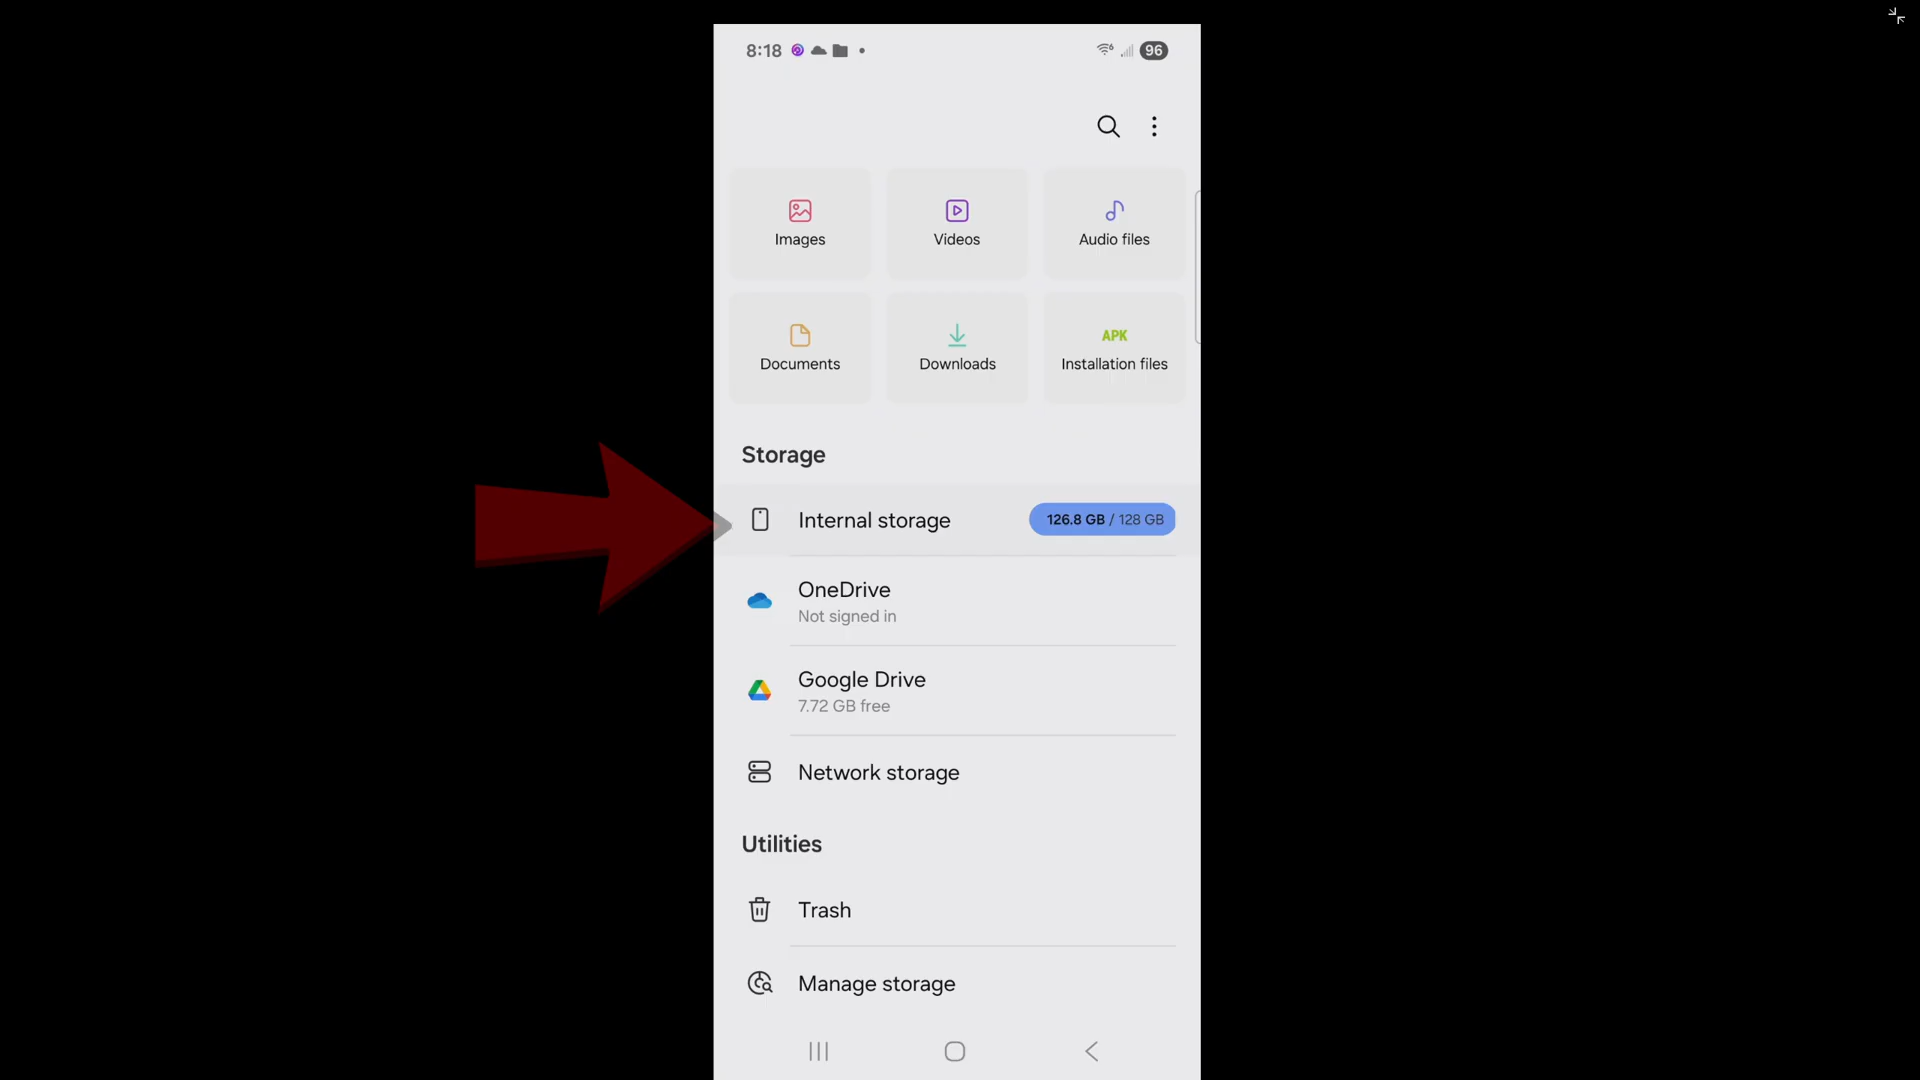 8:18
96
Images
Videos
Audio files
Documents
Downloads
APK
Installation files
Storage
Internal storage
126.8 GB / 128 GB
OneDrive
Not signed in
Google Drive
7.72 GB free
Network storage
Utilities
Trash
Manage storage